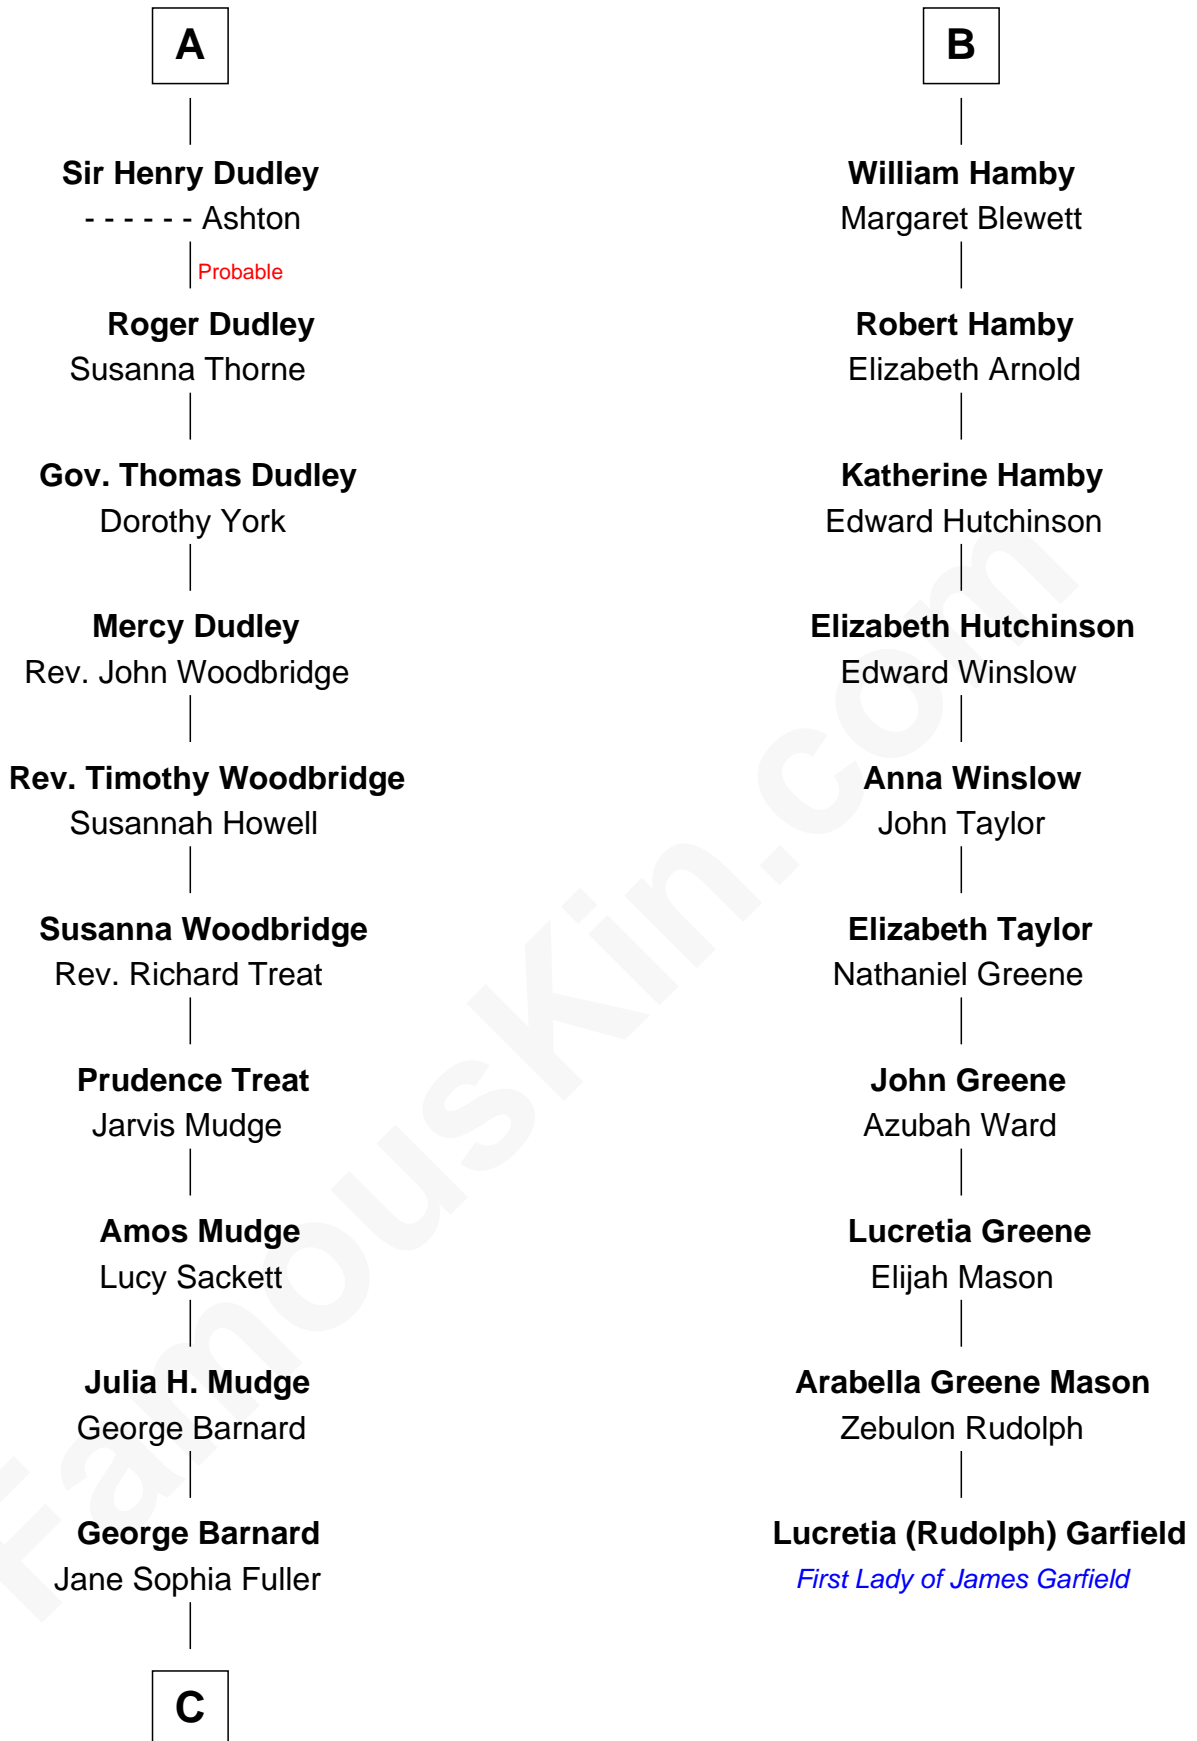 A
Sir Henry Dudley
- - - - - - Ashton
Probable
Roger Dudley
Susanna Thorne
Gov. Thomas Dudley
Dorothy York
Mercy Dudley
Rev. John Woodbridge
Rev. Timothy Woodbridge
Susannah Howell
Susanna Woodbridge
Rev. Richard Treat
Prudence Treat
Jarvis Mudge
Amos Mudge
Lucy Sackett
Julia H. Mudge
George Barnard
George Barnard
Jane Sophia Fuller
C
B
William Hamby
Margaret Blewett
Robert Hamby
Elizabeth Arnold
Katherine Hamby
Edward Hutchinson
Elizabeth Hutchinson
Edward Winslow
Anna Winslow
John Taylor
Elizabeth Taylor
Nathaniel Greene
John Greene
Azubah Ward
Lucretia Greene
Elijah Mason
Arabella Greene Mason
Zebulon Rudolph
Lucretia (Rudolph) Garfield
First Lady of James Garfield
FamousKin.com